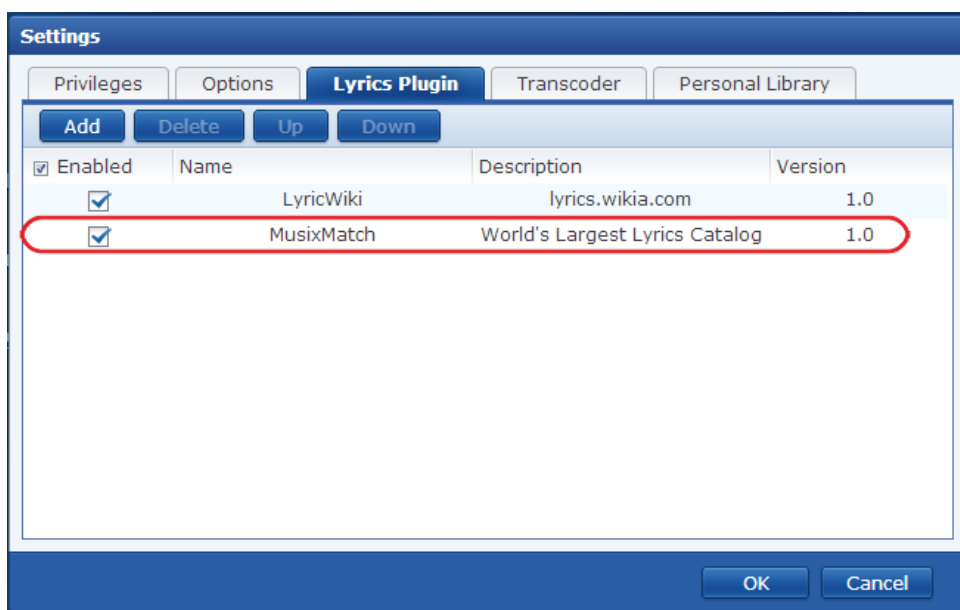 Settings
Privileges Options Lyrics Plugin Transcoder Personal Library
Add Delete Up Down
Enabled Name Description Version
LyricWiki lyrics.wikia.com 1.0
MusixMatch World's Largest Lyrics Catalog 1.0
OK Cancel